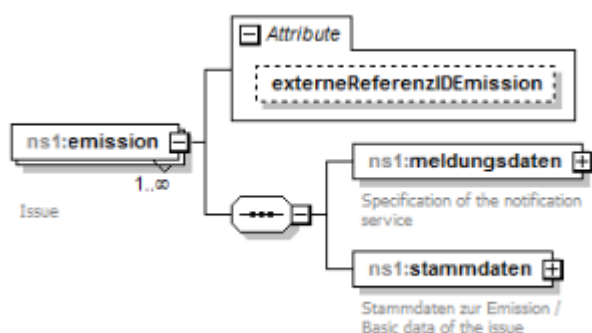 Attribute
externeReferenzIDEmission
ns1:emission
1..∞
Issue
ns1:meldungsdaten
Specification of the notification
service
ns1:stammdaten
Stammdaten zur Emission /
Basic data of the issue